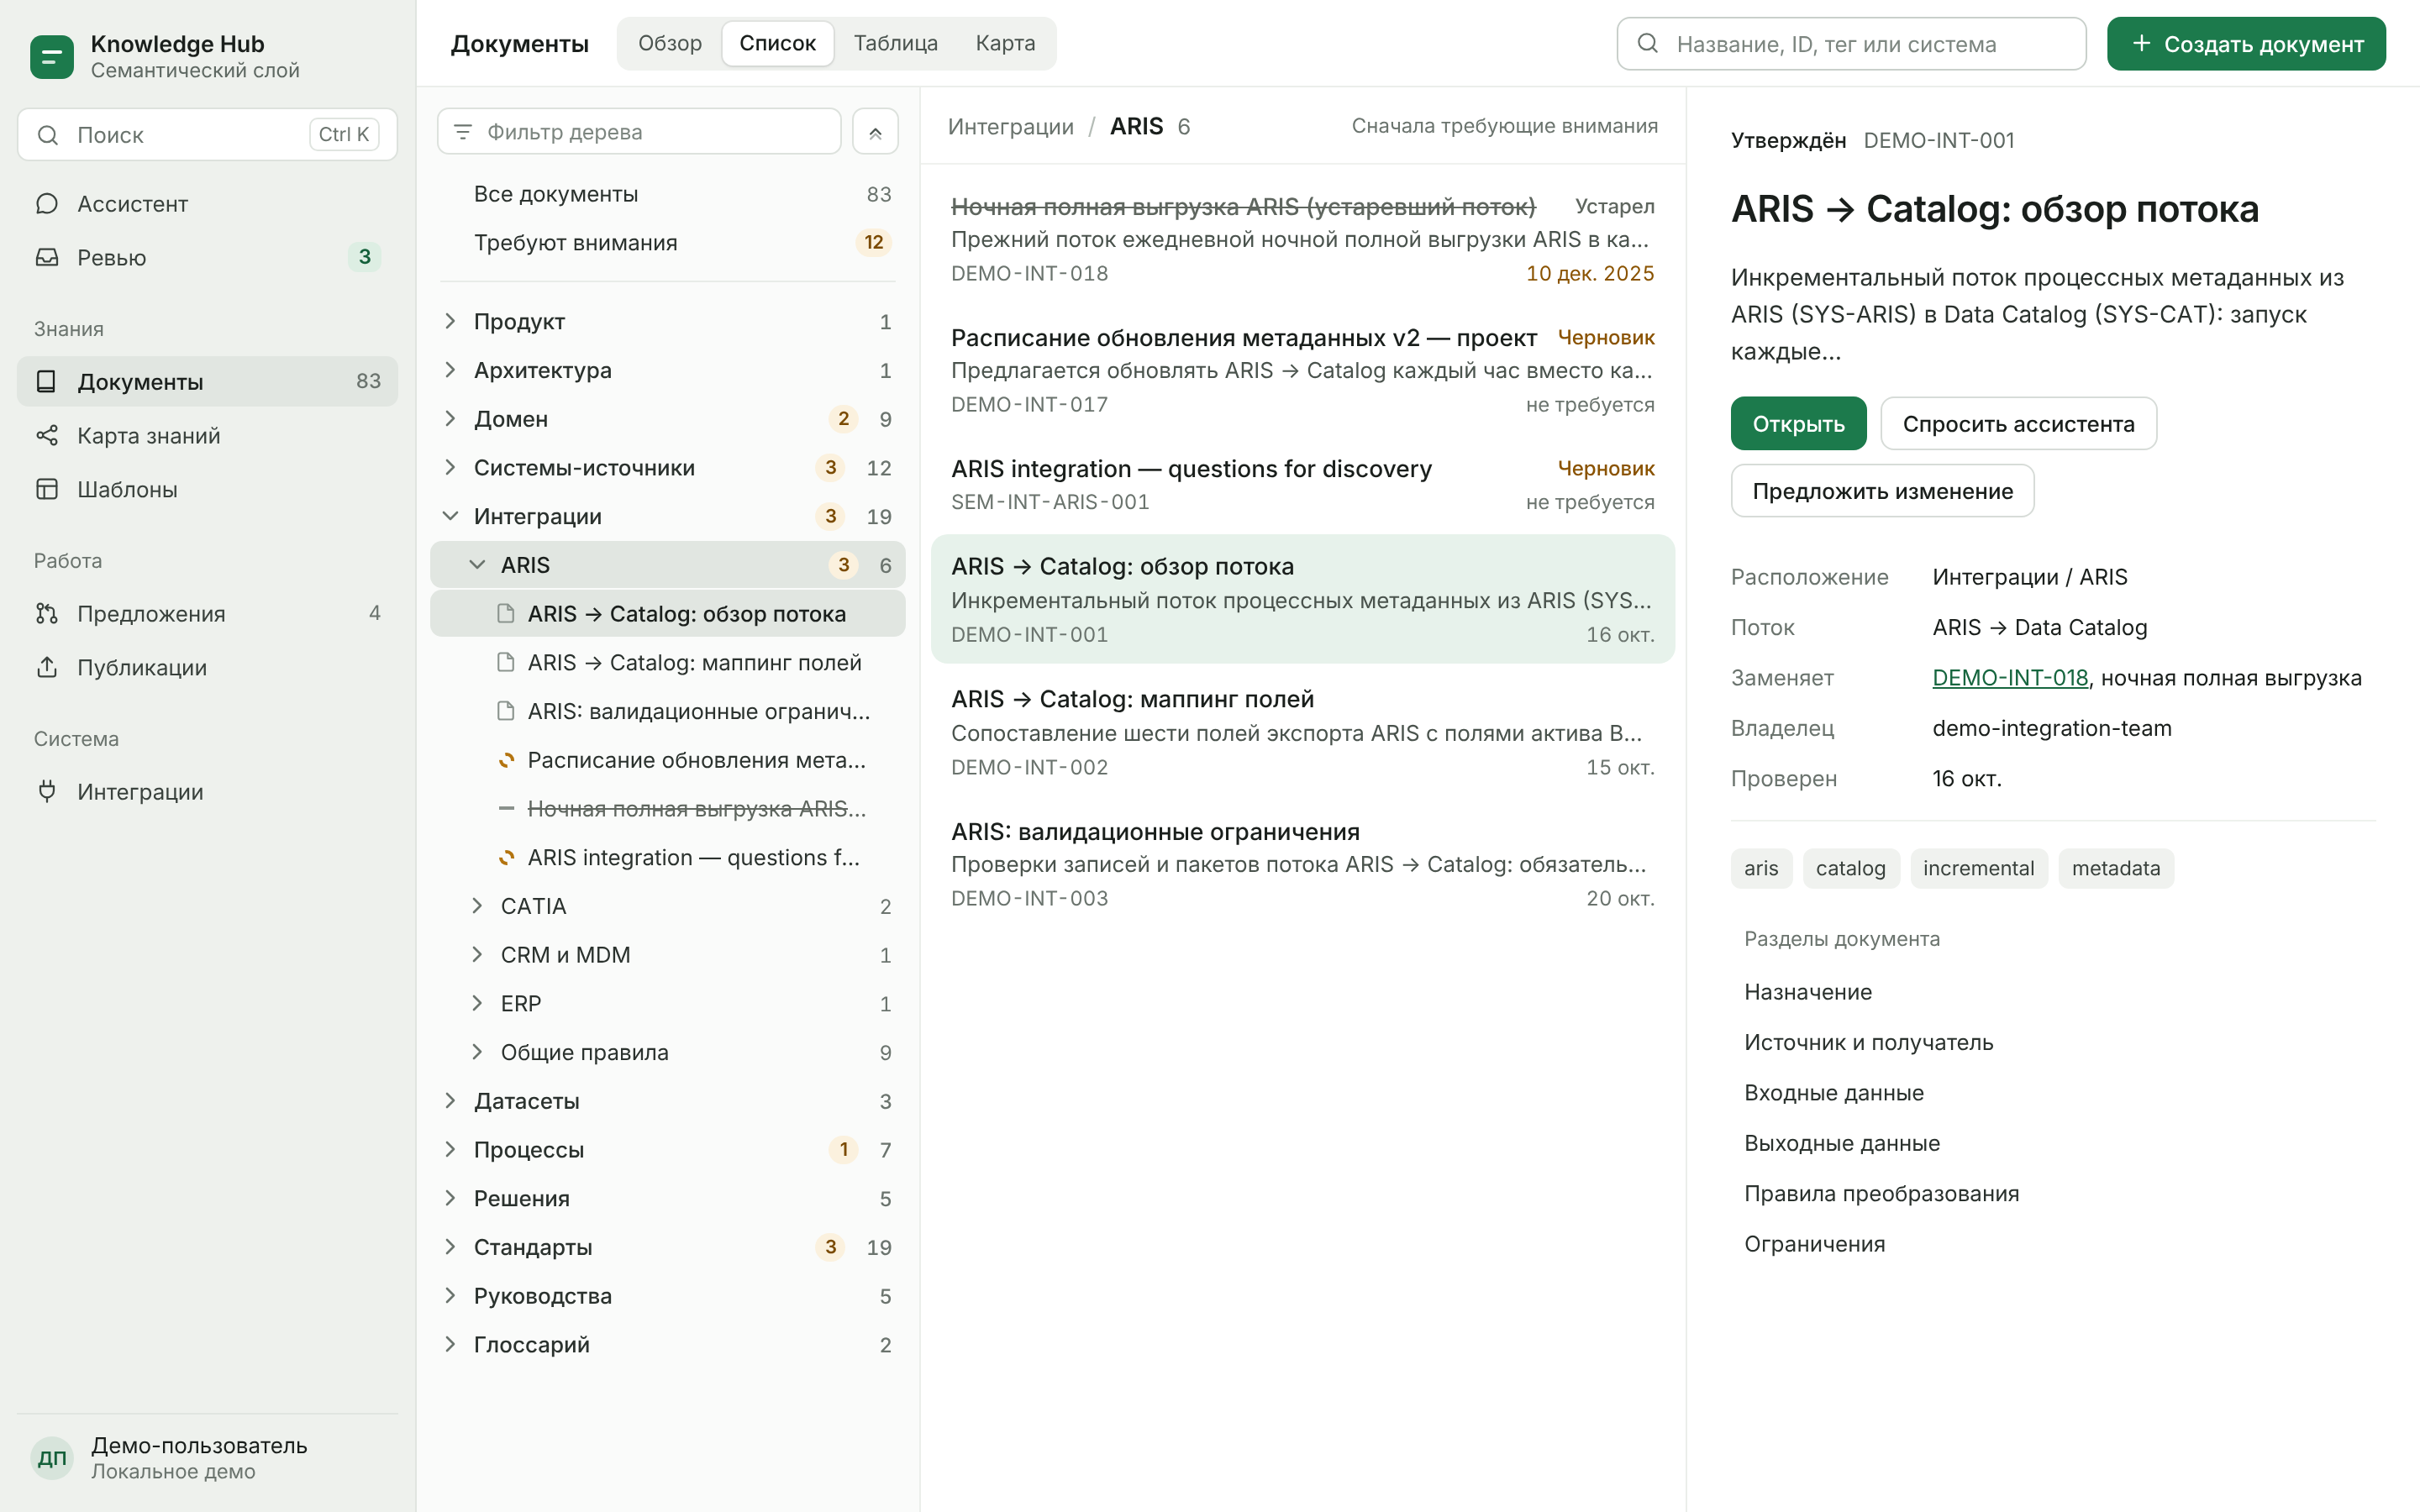 Knowledge Hub
Семантический слой
Поиск
Ctrl K
Ассистент
Ревью
3
Знания
Документы
83
Карта знаний
Шаблоны
Работа
Предложения
4
Публикации
Система
Интеграции
ДП
Демо-пользователь
Локальное демо
Документы
Обзор
Список
Таблица
Карта
Название, ID, тег или система
Создать документ
Фильтр дерева
Все документы
83
Требуют внимания
12
Продукт
1
Архитектура
1
Домен
2
9
Системы-источники
3
12
Интеграции
3
19
ARIS
3
6
ARIS → Catalog: обзор потока
ARIS → Catalog: маппинг полей
ARIS: валидационные огранич...
Расписание обновления мета...
Ночная полная выгрузка ARIS...
ARIS integration — questions f...
CATIA
2
CRM и MDM
1
ERP
1
Общие правила
9
Датасеты
3
Процессы
1
7
Решения
5
Стандарты
3
19
Руководства
5
Глоссарий
2
Интеграции / ARIS 6
Сначала требующие внимания
Ночная полная выгрузка ARIS (устаревший поток)
Устарел
Прежний поток ежедневной ночной полной выгрузки ARIS в ка...
DEMO-INT-018
10 дек. 2025
Расписание обновления метаданных v2 — проект
Черновик
Предлагается обновлять ARIS → Catalog каждый час вместо ка...
DEMO-INT-017
не требуется
ARIS integration — questions for discovery
Черновик
SEM-INT-ARIS-001
не требуется
ARIS → Catalog: обзор потока
Инкрементальный поток процессных метаданных из ARIS (SYS...
DEMO-INT-001
16 окт.
ARIS → Catalog: маппинг полей
Сопоставление шести полей экспорта ARIS с полями актива В...
DEMO-INT-002
15 окт.
ARIS: валидационные ограничения
Проверки записей и пакетов потока ARIS → Catalog: обязатель...
DEMO-INT-003
20 окт.
Утверждён DEMO-INT-001
ARIS → Catalog: обзор потока
Инкрементальный поток процессных метаданных из
ARIS (SYS-ARIS) в Data Catalog (SYS-CAT): запуск
каждые...
Открыть
Спросить ассистента
Предложить изменение
Расположение
Интеграции / ARIS
Поток
ARIS → Data Catalog
Заменяет
DEMO-INT-018, ночная полная выгрузка
Владелец
demo-integration-team
Проверен
16 окт.
aris
catalog
incremental
metadata
Разделы документа
Назначение
Источник и получатель
Входные данные
Выходные данные
Правила преобразования
Ограничения